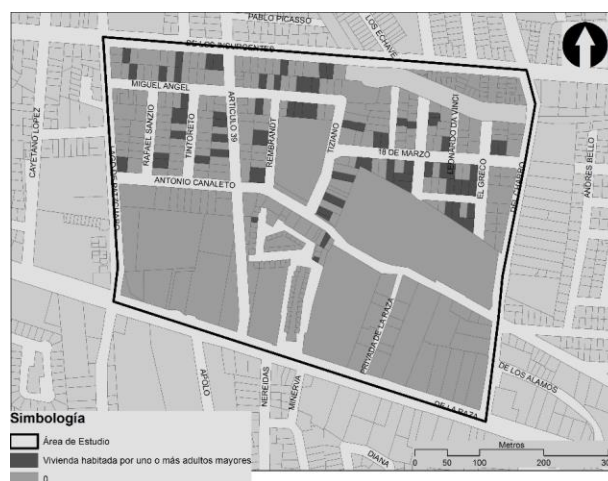 PABLO PICASSO
LOS ECHAVE
DE LOS INSURGENTES
MIGUEL ANGEL
CAYETANO LOPEZ
RAFAEL SANZIO
TINTORETO
ARTICULO 39
REMBRANDT
TIZIANO
18 DE MARZO
LEONARDO DA VINCI
EL GRECO
ANDRES BELLO
ANTONIO CANALETO
PRIVADA DE LA RAZA
DE LOS ALAMOS
APOLO
NEREIDAS
MINERVA
DE LA RAZA
DIANA
Simbología
Área de Estudio
Vivienda habitada por uno o más adultos mayores
0
Metros
0 50 100 200